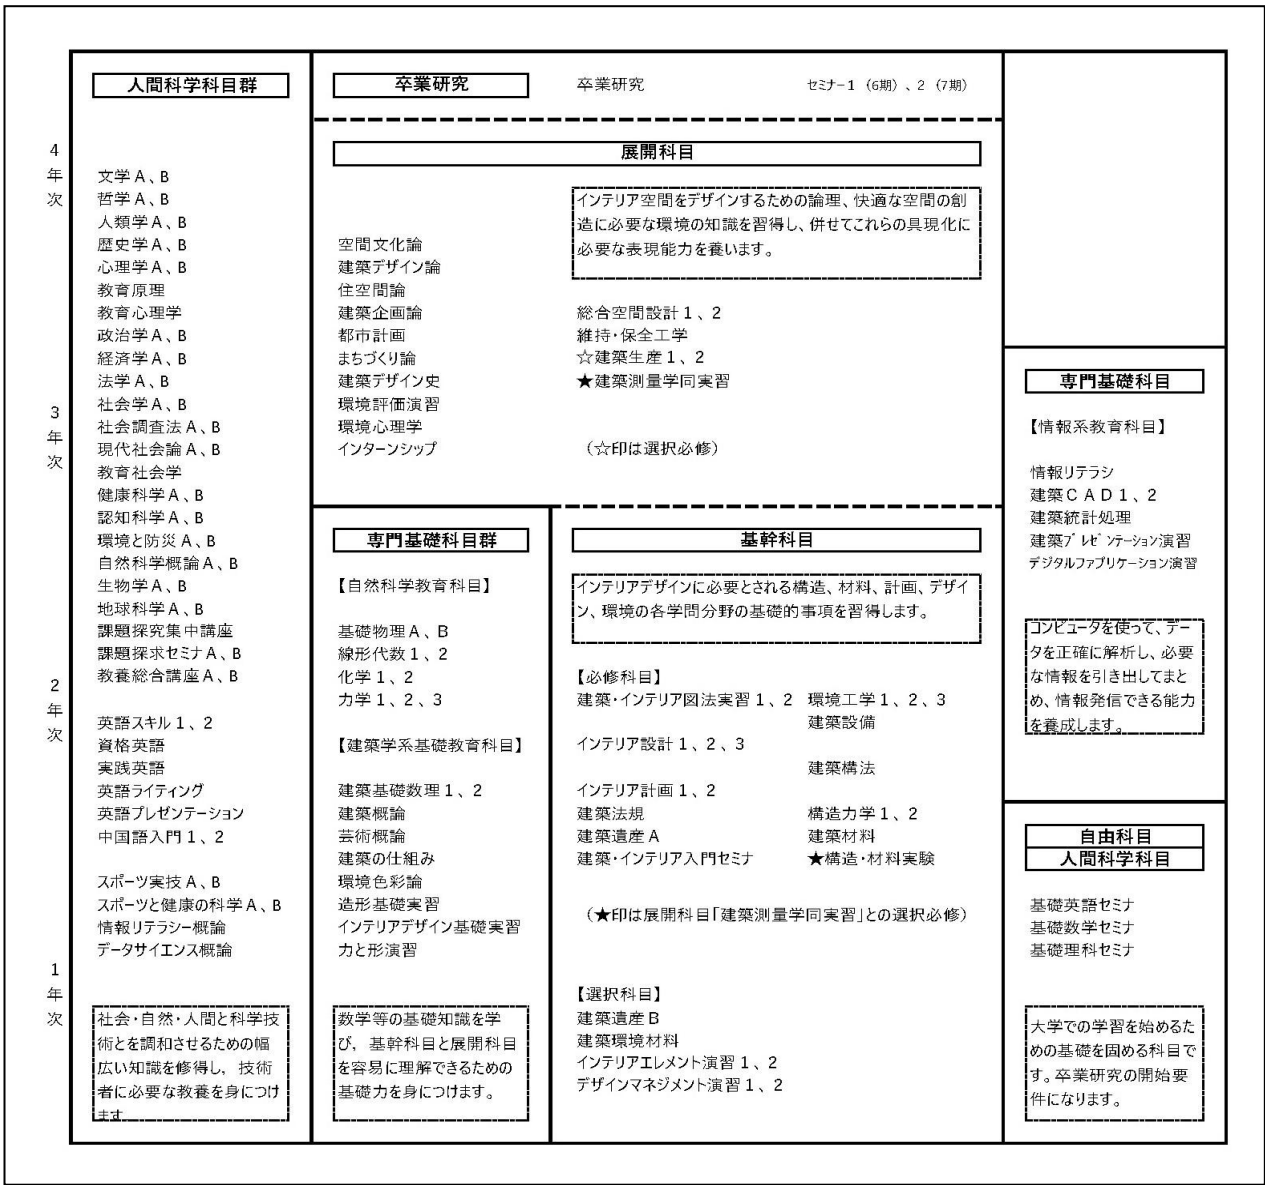 4
年
次
3
年
次
2
年
次
1
年
次
人間科学科目群
文学A、B
哲学A、B
人類学A、B
歴史学A、B
心理学A、B
教育原理
教育心理学
政治学A、B
経済学A、B
法学A、B
社会学A、B
社会調査法A、B
現代社会論A、B
教育社会学
健康科学A、B
認知科学A、B
環境と防災A、B
自然科学概論A、B
生物学A、B
地球科学A、B
課題探究集中講座
課題探求セミナA、B
教養総合講座A、B
英語スキル1、2
資格英語
実践英語
英語ライティング
英語プレゼンテーション
中国語入門1、2
スポーツ実技A、B
スポーツと健康の科学A、B
情報リテラシー概論
データサイエンス概論
社会・自然・人間と科学技
術とを調和させるための幅
広い知識を修得し，技術
者に必要な教養を身につけ
ます
卒業研究
卒業研究
セミナー1（6期）、2（7期）
展開科目
インテリア空間をデザインするための論理、快適な空間の創
造に必要な環境の知識を習得し、併せてこれらの具現化に
必要な表現能力を養います。
空間文化論
建築デザイン論
住空間論
建築企画論
都市計画
まちづくり論
建築デザイン史
環境評価演習
環境心理学
インターンシップ
総合空間設計1、2
維持・保全工学
☆建築生産1、2
★建築測量学同実習
（☆印は選択必修）
専門基礎科目群
【自然科学教育科目】
基礎物理A、B
線形代数1、2
化学1、2
力学1、2、3
【建築学系基礎教育科目】
建築基礎数理1、2
建築概論
芸術概論
建築の仕組み
環境色彩論
造形基礎実習
インテリアデザイン基礎実習
力と形演習
数学等の基礎知識を学
び，基幹科目と展開科目
を容易に理解できるための
基礎力を身につけます。
基幹科目
インテリアデザインに必要とされる構造、材料、計画、デザイ
ン、環境の各学問分野の基礎的事項を習得します。
【必修科目】
建築・インテリア図法実習1、2
インテリア設計1、2、3
インテリア計画1、2
建築法規
建築遺産A
建築・インテリア入門セミナ
環境工学1、2、3
建築設備
建築構法
構造力学1、2
建築材料
★構造・材料実験
（★印は展開科目「建築測量学同実習」との選択必修）
【選択科目】
建築遺産B
建築環境材料
インテリアエレメント演習1、2
デザインマネジメント演習1、2
専門基礎科目
【情報系教育科目】
情報リテラシ
建築CAD1、2
建築統計処理
建築プレゼンテーション演習
デジタルファブリケーション演習
コンピュータを使って、デー
タを正確に解析し、必要
な情報を引き出してまと
め、情報発信できる能力
を養成します。
自由科目
人間科学科目
基礎英語セミナ
基礎数学セミナ
基礎理科セミナ
大学での学習を始めるた
めの基礎を固める科目で
す。卒業研究の開始要
件になります。